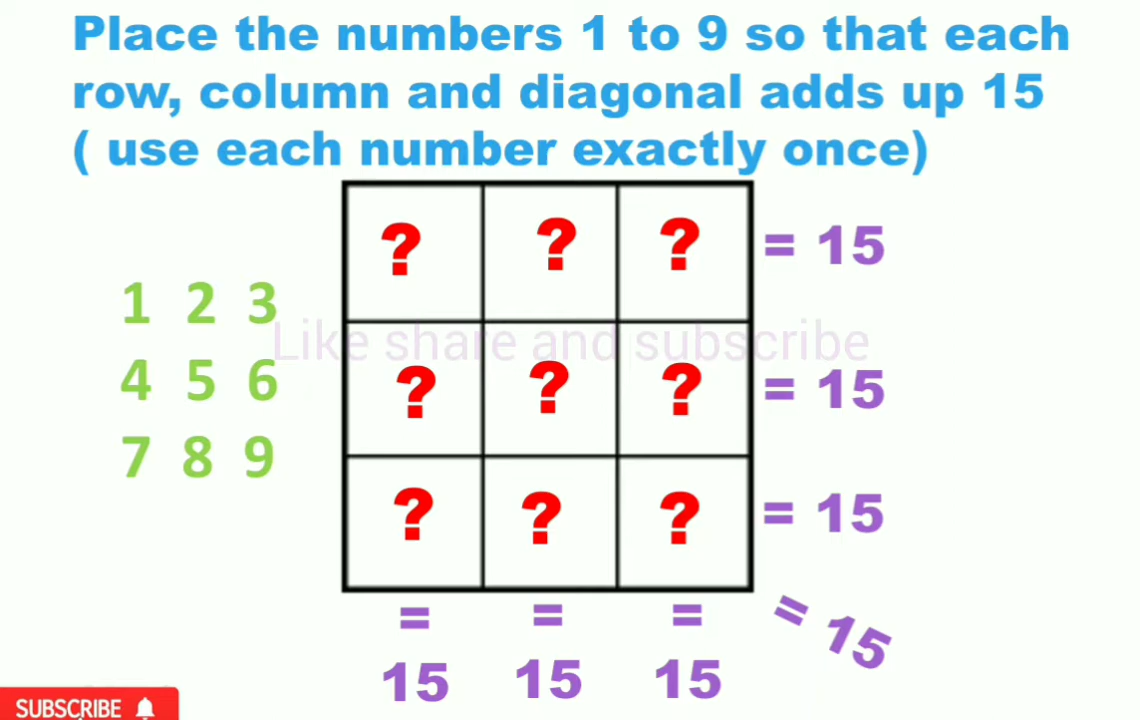 Place the numbers 1 to 9 so that each
row, column and diagonal adds up 15
( use each number exactly once)
? ? ? = 15
1 2 3
Like share and subscribe
4 5 6
? ? ? = 15
7 8 9
? ? ? = 15
= = = = 15
15 15 15
SUBSCRIBE